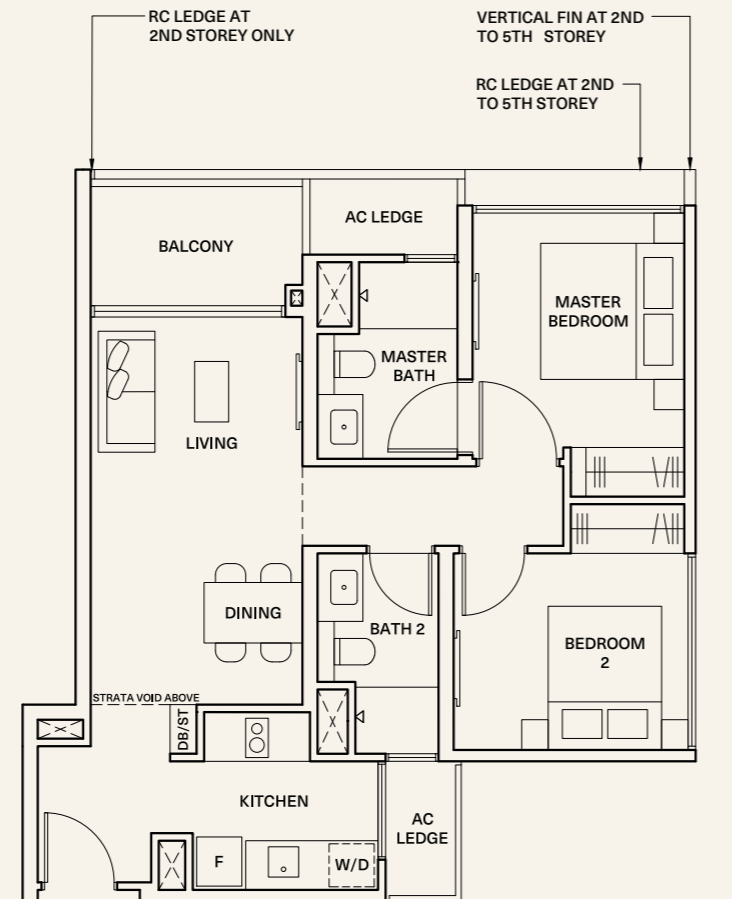 RC LEDGE AT
2ND STOREY ONLY
VERTICAL FIN AT 2ND
TO 5TH STOREY
RC LEDGE AT 2ND
TO 5TH STOREY
AC LEDGE
BALCONY
MASTER
BEDROOM
MASTER
BATH
LIVING
DINING
BATH 2
BEDROOM
2
STRATA VOID ABOVE
DB/ST
KITCHEN
AC
LEDGE
F
W/D